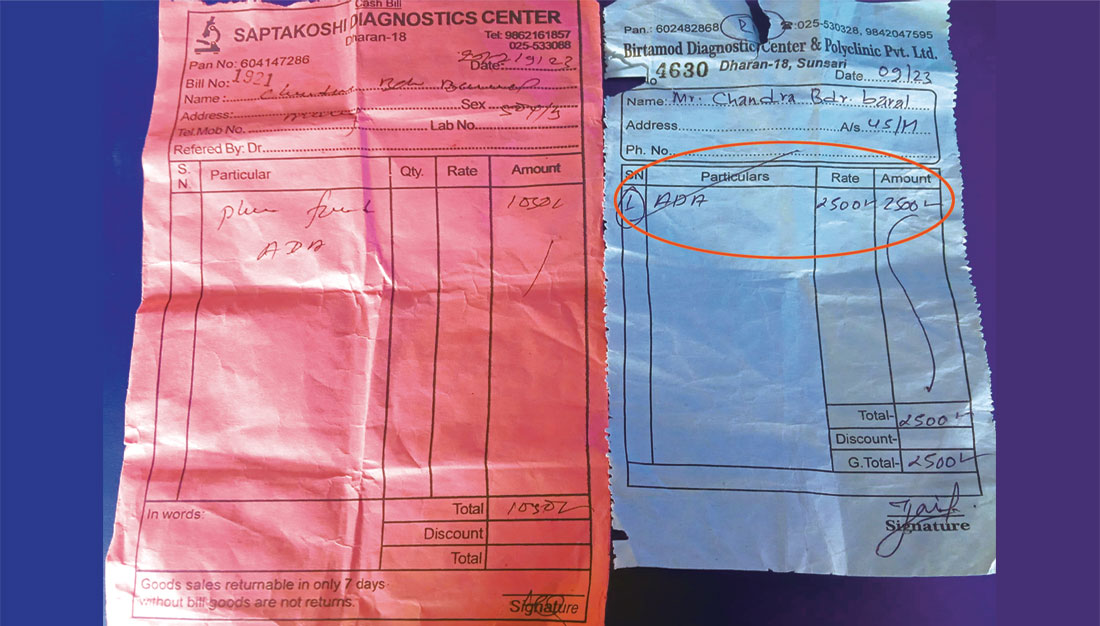 Cash Bill
SAPTAKOSHI DIAGNOSTICS CENTER
Dharan-18
Tel: 9862161857
025-533088
Pan No: 604147286
Date:
Bill No: 1921
Name:
Address:
Sex
Tel.Mob No.
Lab No.
Refered By: Dr.
S.N Particular Qty. Rate Amount
1050/-
ADA
Total 1050/-
In words:
Discount
Total
Goods sales returnable in only 7 days
without bill goods are not returns.
Signature
Pan.: 602482868 ☎:025-530328, 9842047595
Birtamod Diagnostic Center & Polyclinic Pvt. Ltd.
4630 Dharan-18, Sunsari
Date 09/23
Name: Mr. Chandra Bdr. baral
Address A/s 45/M
Ph. No.
SN Particulars Rate Amount
1 ADA 2500/- 2500/-
Total- 2500/-
Discount-
G.Total- 2500/-
Signature